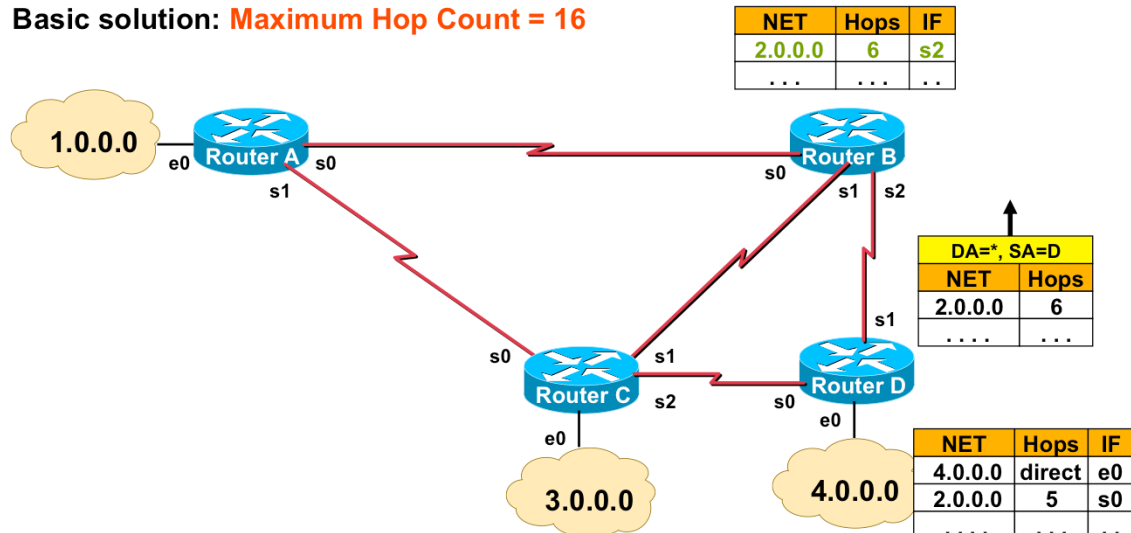 Basic solution: Maximum Hop Count = 16
NET Hops IF
2.0.0.0 6 s2
. . . . . . . .
1.0.0.0
e0
Router A
s0
s1
Router B
s0
s1
s2
DA=*, SA=D
NET Hops
2.0.0.0 6
. . . . . . .
s1
s0
s1
Router C
s2
e0
Router D
s0
e0
3.0.0.0
4.0.0.0
NET Hops IF
4.0.0.0 direct e0
2.0.0.0 5 s0
. . . . . . . . .